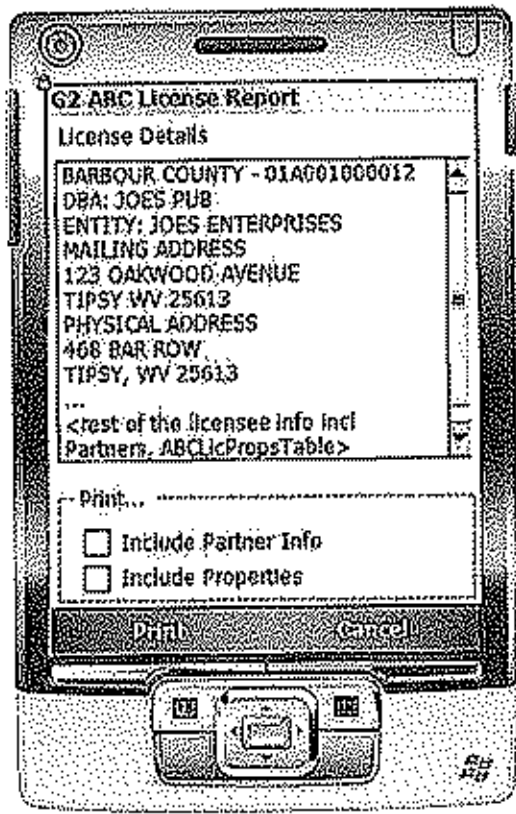 G2 ABC License Report
License Details
BARBOUR COUNTY - 01A001000012
DBA: JOES PUB
ENTITY: JOES ENTERPRISES
MAILING ADDRESS
123 OAKWOOD AVENUE
TIPSY WV 25613
PHYSICAL ADDRESS
468 BAR ROW
TIPSY, WV 25613
...
<rest of the licensee info incl
Partners, ABCLicPropsTable>
Print...
Include Partner Info
Include Properties
Print Cancel